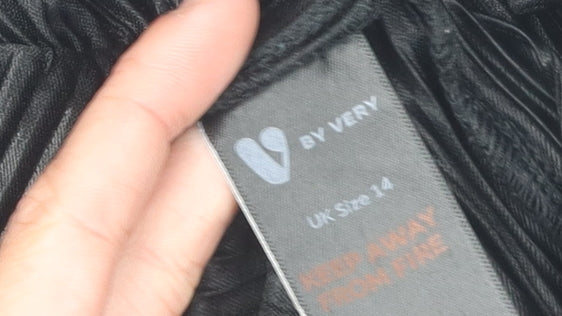 V BY VERY
UK Size 14
KEEP AWAY
FROM FIRE